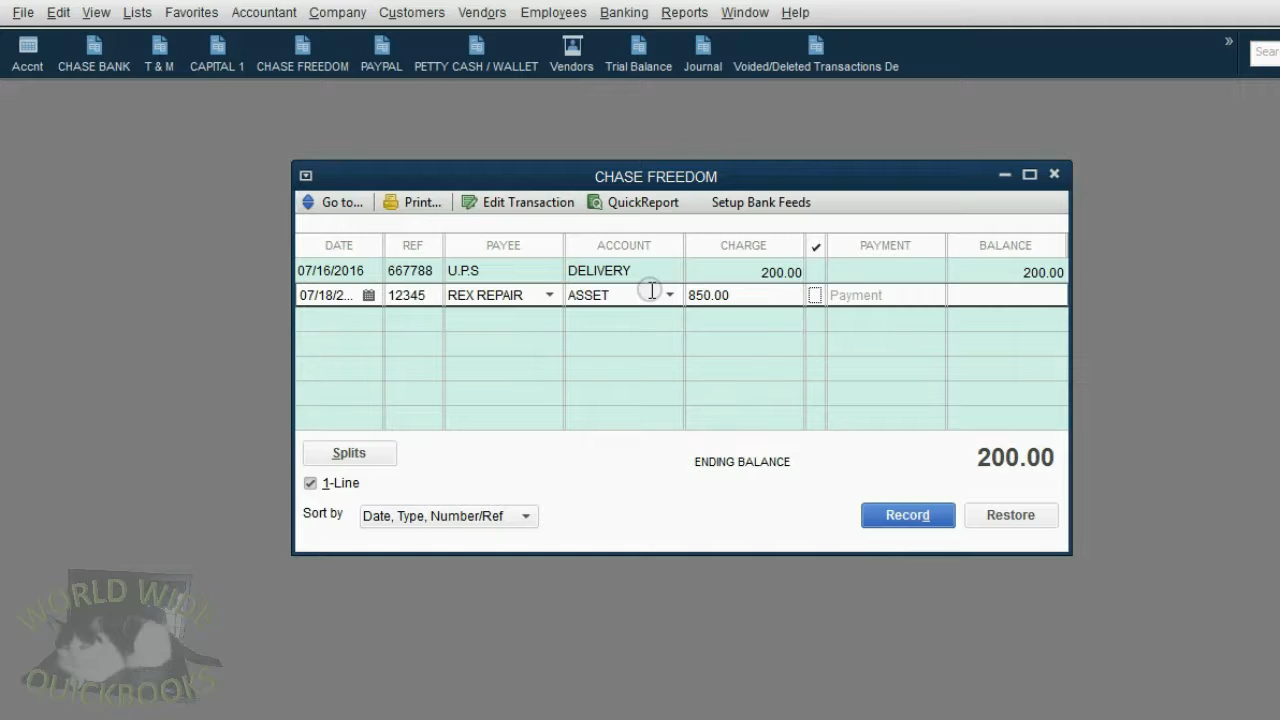 File Edit View Lists Favorites Accountant Company Customers Vendors Employees Banking Reports Window Help
Accnt CHASE BANK T & M CAPITAL 1 CHASE FREEDOM PAYPAL PETTY CASH / WALLET Vendors Trial Balance Journal Voided/Deleted Transactions De » Sear
CHASE FREEDOM
Go to... Print... Edit Transaction QuickReport Setup Bank Feeds
DATE REF PAYEE ACCOUNT CHARGE ✔ PAYMENT BALANCE
07/16/2016 667788 U.P.S DELIVERY 200.00 200.00
07/18/2... 12345 REX REPAIR ASSET 850.00 Payment
Splits
ENDING BALANCE 200.00
1-Line
Sort by Date, Type, Number/Ref Record Restore
WORLD WIDE
QUICKBOOKS